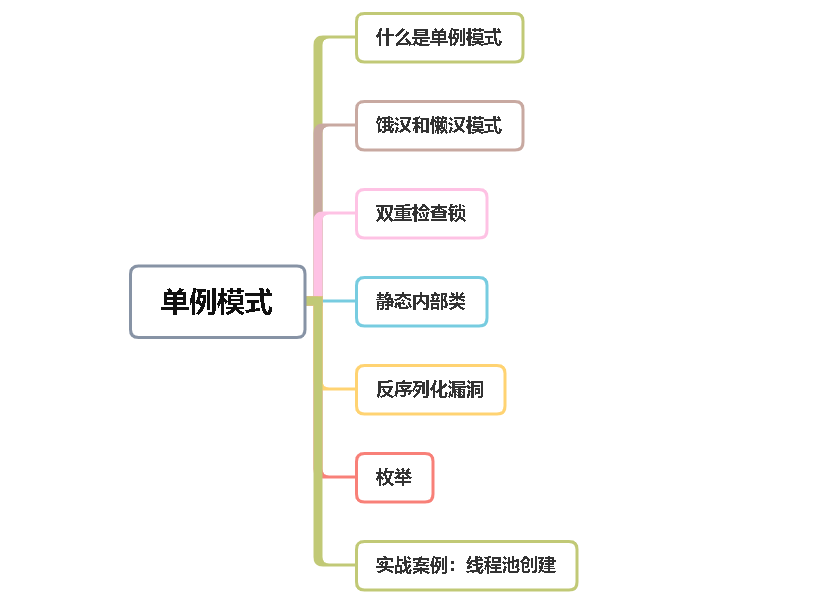 什么是单例模式
饿汉和懒汉模式
双重检查锁
单例模式
静态内部类
反序列化漏洞
枚举
实战案例：线程池创建